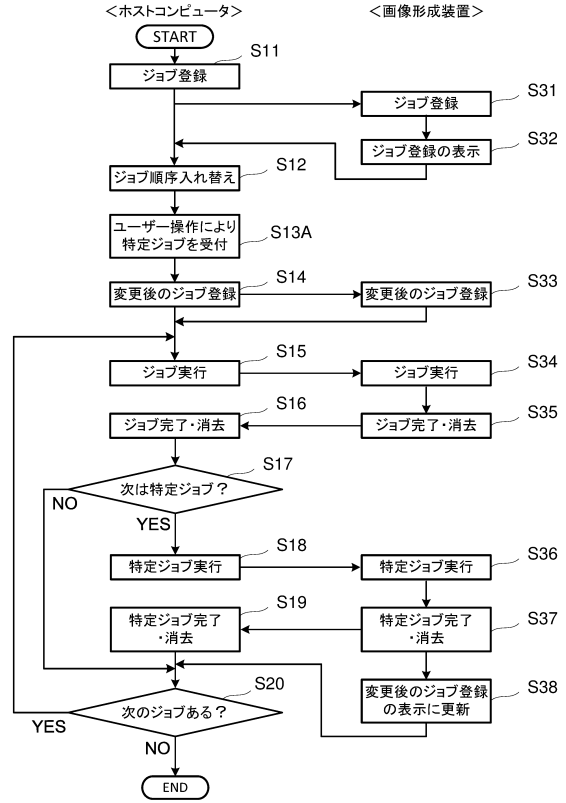 ＜ホストコンピュータ＞
＜画像形成装置＞
START
S11
ジョブ登録
S31
ジョブ登録
S32
ジョブ登録の表示
S12
ジョブ順序入れ替え
S13A
ユーザー操作により
特定ジョブを受付
S14
変更後のジョブ登録
S33
変更後のジョブ登録
S15
ジョブ実行
S34
ジョブ実行
S16
ジョブ完了・消去
S35
ジョブ完了・消去
S17
次は特定ジョブ？
NO
YES
S18
特定ジョブ実行
S36
特定ジョブ実行
S19
特定ジョブ完了
・消去
S37
特定ジョブ完了
・消去
S38
変更後のジョブ登録
の表示に更新
S20
次のジョブある？
YES
NO
END